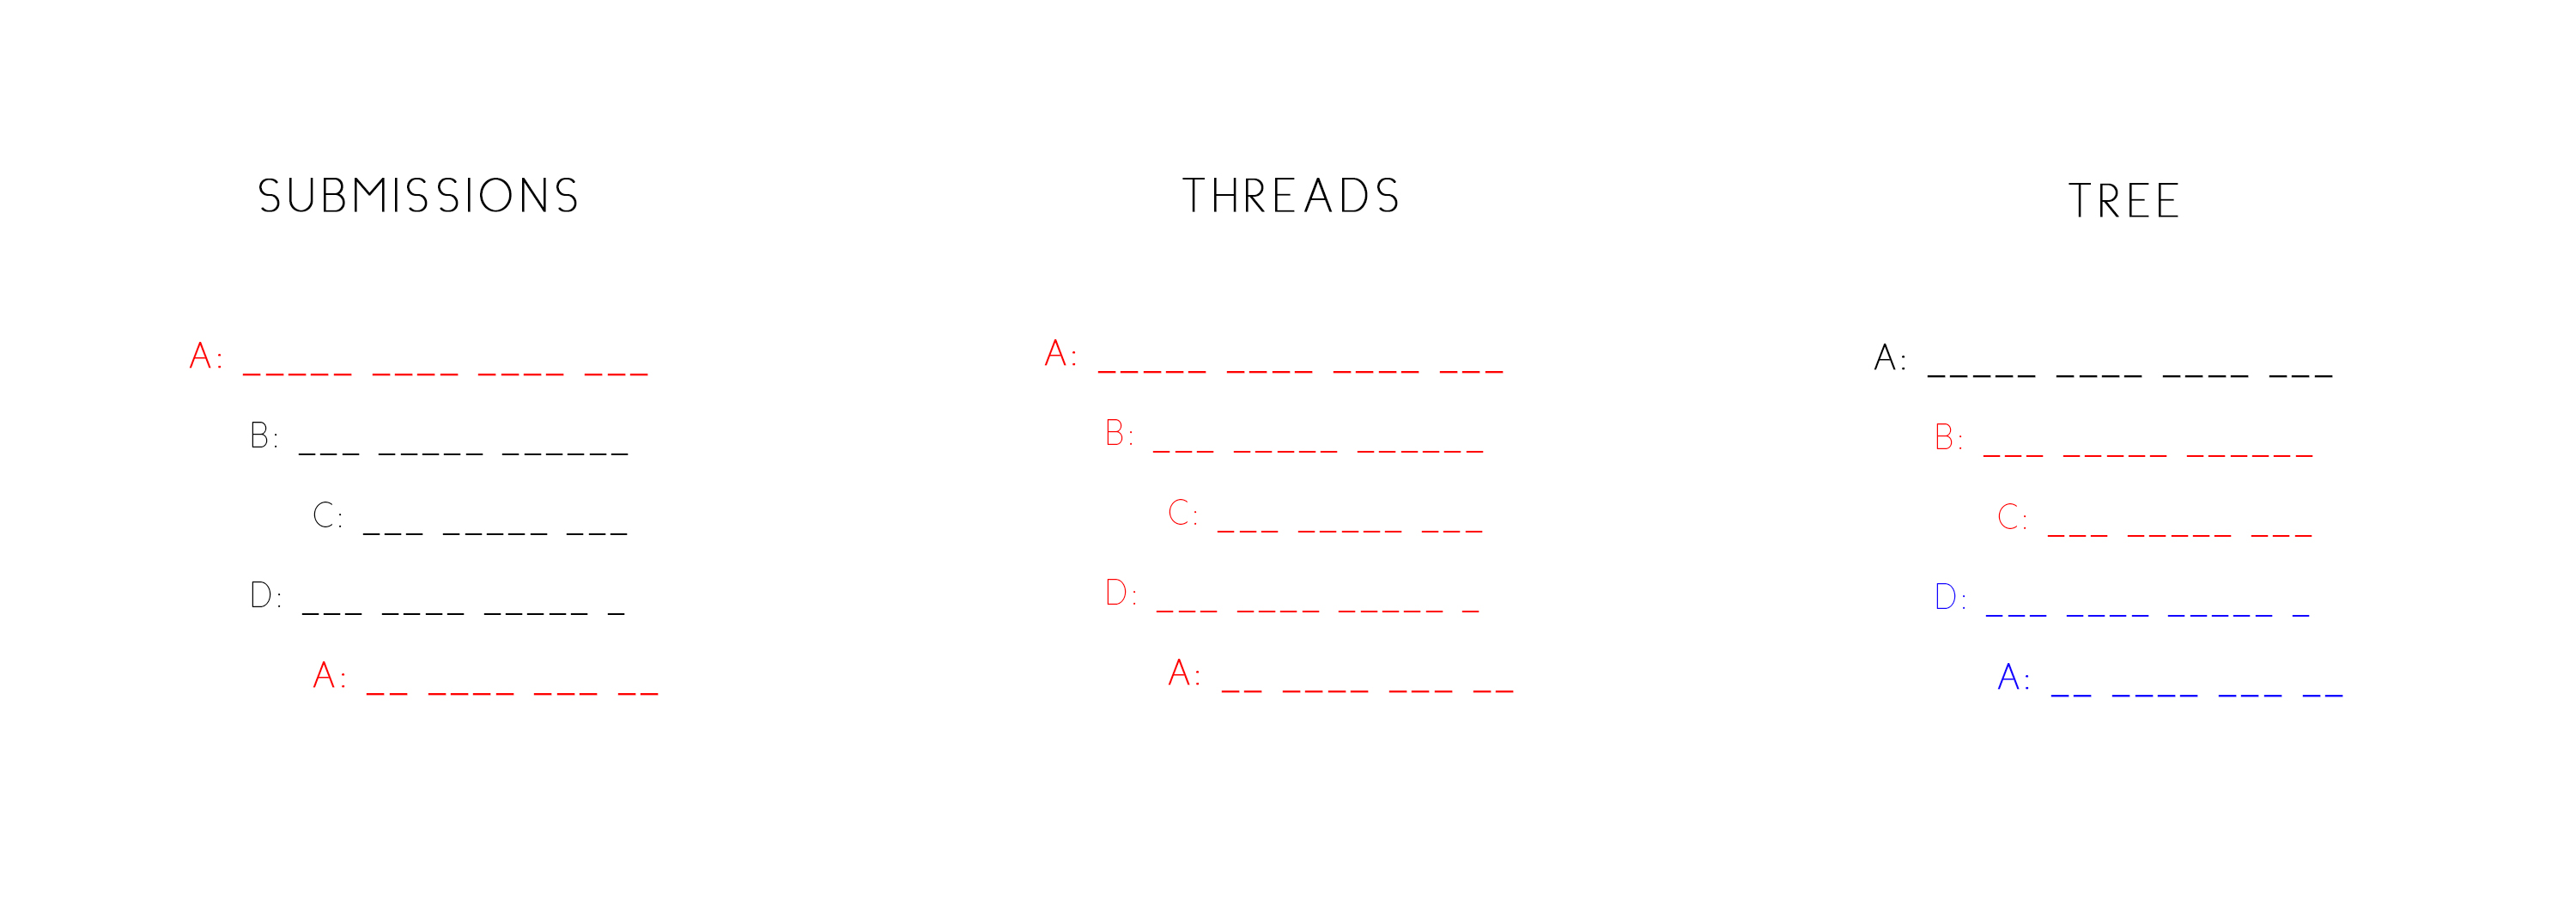 SUBMISSIONS
A: _____ ____ ____ ___
B: ___ _____ ______
C: ___ _____ ___
D: ___ ____ _____ _
A: __ ____ ___ __
THREADS
A: _____ ____ ____ ___
B: ___ _____ ______
C: ___ _____ ___
D: ___ ____ _____ _
A: __ ____ ___ __
TREE
A: _____ ____ ____ ___
B: ___ _____ ______
C: ___ _____ ___
D: ___ ____ _____ _
A: __ ____ ___ __